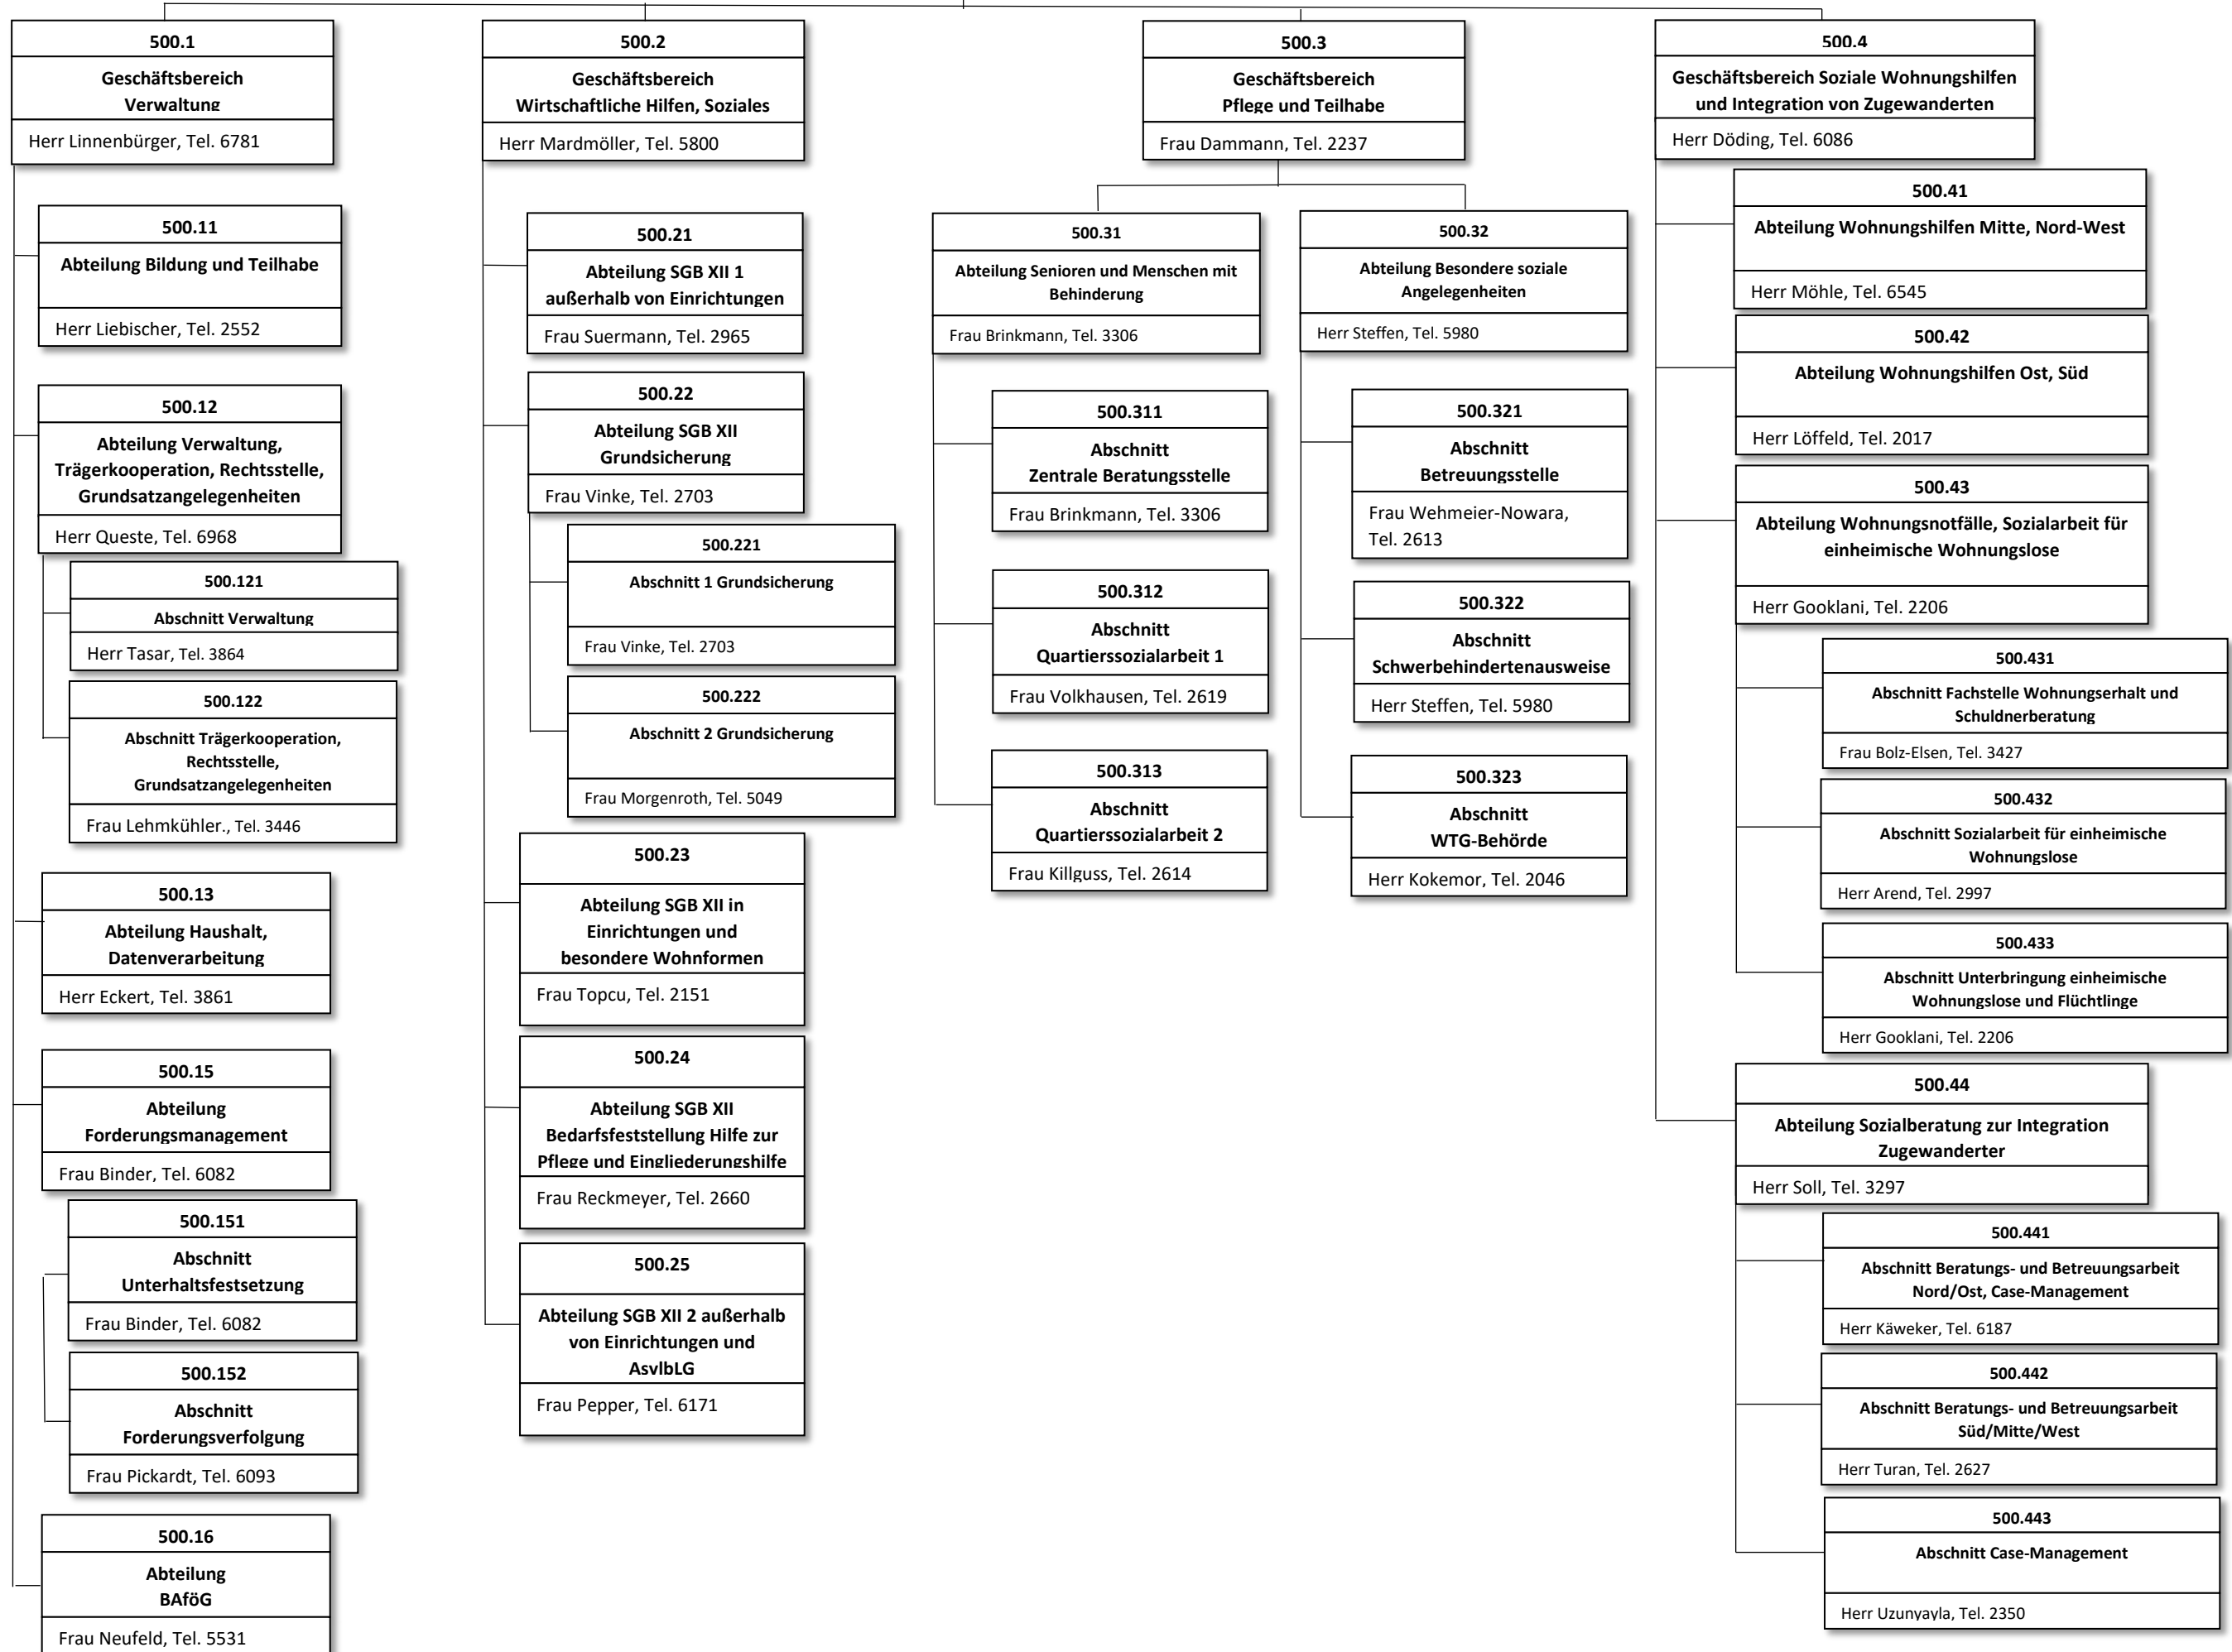 500.1
Geschäftsbereich
Verwaltung
Herr Linnenbürger, Tel. 6781
500.11
Abteilung Bildung und Teilhabe
Herr Liebischer, Tel. 2552
500.12
Abteilung Verwaltung,
Trägerkooperation, Rechtsstelle,
Grundsatzangelegenheiten
Herr Queste, Tel. 6968
500.121
Abschnitt Verwaltung
Herr Tasar, Tel. 3864
500.122
Abschnitt Trägerkooperation,
Rechtsstelle,
Grundsatzangelegenheiten
Frau Lehmkühler., Tel. 3446
500.13
Abteilung Haushalt,
Datenverarbeitung
Herr Eckert, Tel. 3861
500.15
Abteilung
Forderungsmanagement
Frau Binder, Tel. 6082
500.151
Abschnitt
Unterhaltsfestsetzung
Frau Binder, Tel. 6082
500.152
Abschnitt
Forderungsverfolgung
Frau Pickardt, Tel. 6093
500.16
Abteilung
BAföG
Frau Neufeld, Tel. 5531
500.2
Geschäftsbereich
Wirtschaftliche Hilfen, Soziales
Herr Mardmöller, Tel. 5800
500.21
Abteilung SGB XII 1
außerhalb von Einrichtungen
Frau Suermann, Tel. 2965
500.22
Abteilung SGB XII
Grundsicherung
Frau Vinke, Tel. 2703
500.221
Abschnitt 1 Grundsicherung
Frau Vinke, Tel. 2703
500.222
Abschnitt 2 Grundsicherung
Frau Morgenroth, Tel. 5049
500.23
Abteilung SGB XII in
Einrichtungen und
besondere Wohnformen
Frau Topcu, Tel. 2151
500.24
Abteilung SGB XII
Bedarfsfeststellung Hilfe zur
Pflege und Eingliederungshilfe
Frau Reckmeyer, Tel. 2660
500.25
Abteilung SGB XII 2 außerhalb
von Einrichtungen und
AsylbLG
Frau Pepper, Tel. 6171
500.3
Geschäftsbereich
Pflege und Teilhabe
Frau Dammann, Tel. 2237
500.31
Abteilung Senioren und Menschen mit
Behinderung
Frau Brinkmann, Tel. 3306
500.311
Abschnitt
Zentrale Beratungsstelle
Frau Brinkmann, Tel. 3306
500.312
Abschnitt
Quartierssozialarbeit 1
Frau Volkhausen, Tel. 2619
500.313
Abschnitt
Quartierssozialarbeit 2
Frau Killguss, Tel. 2614
500.32
Abteilung Besondere soziale
Angelegenheiten
Herr Steffen, Tel. 5980
500.321
Abschnitt
Betreuungsstelle
Frau Wehmeier-Nowara,
Tel. 2613
500.322
Abschnitt
Schwerbehindertenausweise
Herr Steffen, Tel. 5980
500.323
Abschnitt
WTG-Behörde
Herr Kokemor, Tel. 2046
500.4
Geschäftsbereich Soziale Wohnungshilfen
und Integration von Zugewanderten
Herr Döding, Tel. 6086
500.41
Abteilung Wohnungshilfen Mitte, Nord-West
Herr Möhle, Tel. 6545
500.42
Abteilung Wohnungshilfen Ost, Süd
Herr Löffeld, Tel. 2017
500.43
Abteilung Wohnungsnotfälle, Sozialarbeit für
einheimische Wohnungslose
Herr Gooklani, Tel. 2206
500.431
Abschnitt Fachstelle Wohnungserhalt und
Schuldnerberatung
Frau Bolz-Elsen, Tel. 3427
500.432
Abschnitt Sozialarbeit für einheimische
Wohnungslose
Herr Arend, Tel. 2997
500.433
Abschnitt Unterbringung einheimische
Wohnungslose und Flüchtlinge
Herr Gooklani, Tel. 2206
500.44
Abteilung Sozialberatung zur Integration
Zugewanderter
Herr Soll, Tel. 3297
500.441
Abschnitt Beratungs- und Betreuungsarbeit
Nord/Ost, Case-Management
Herr Käweker, Tel. 6187
500.442
Abschnitt Beratungs- und Betreuungsarbeit
Süd/Mitte/West
Herr Turan, Tel. 2627
500.443
Abschnitt Case-Management
Herr Uzunyayla, Tel. 2350